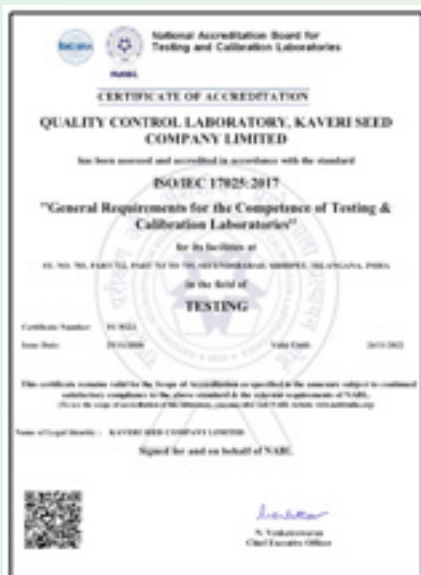 National Accreditation Board for
Testing and Calibration Laboratories
NABL
CERTIFICATE OF ACCREDITATION
QUALITY CONTROL LABORATORY, KAVERI SEED
COMPANY LIMITED
has been assessed and accredited in accordance with the standard
ISO/IEC 17025:2017
"General Requirements for the Competence of Testing &
Calibration Laboratories"
for its facilities at
TELANGANA, INDIA
in the field of
TESTING
Certificate Number:
Issue Date:
Valid Until:
This certificate remains valid for the Scope of Accreditation as specified in the annexure subject to continued
satisfactory compliance to the above standard & the relevant requirements of NABL.
Name of Legal Identity : KAVERI SEED COMPANY LIMITED
Signed for and on behalf of NABL
N. Venkateswaran
Chief Executive Officer